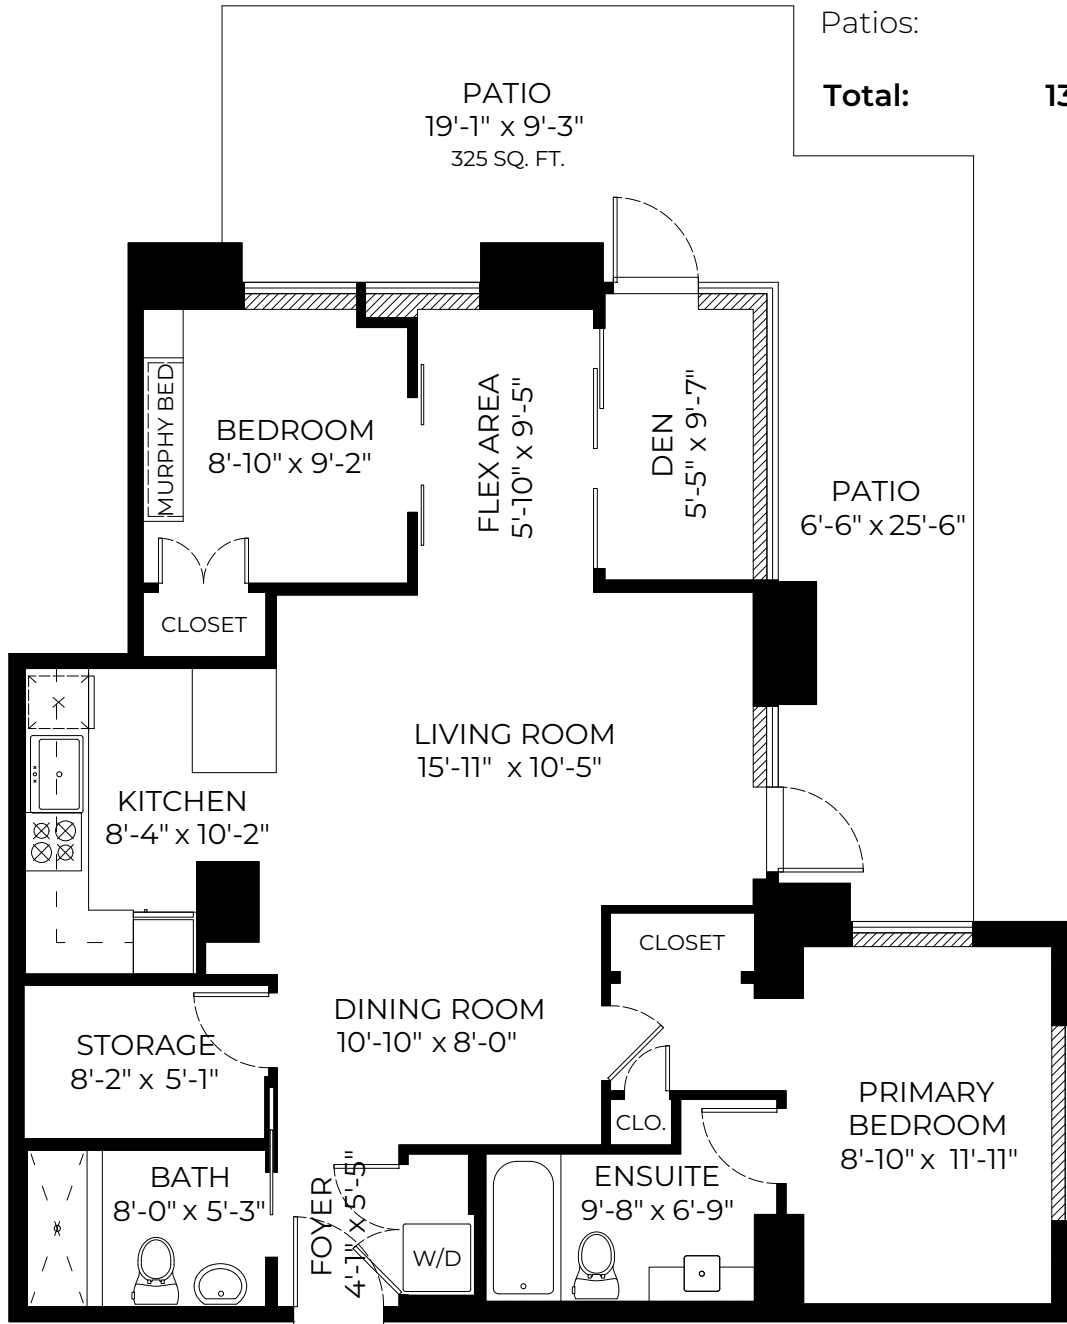 Patios:
Total: 13
PATIO
19'-1" x 9'-3"
325 SQ. FT.
MURPHY BED
BEDROOM
8'-10" x 9'-2"
FLEX AREA
5'-10" x 9'-5"
DEN
5'-5" x 9'-7"
PATIO
6'-6" x 25'-6"
CLOSET
LIVING ROOM
15'-11" x 10'-5"
KITCHEN
8'-4" x 10'-2"
CLOSET
DINING ROOM
10'-10" x 8'-0"
STORAGE
8'-2" x 5'-1"
PRIMARY
BEDROOM
8'-10" x 11'-11"
CLO.
BATH
8'-0" x 5'-3"
FOYER
4'-1" x 5'-5"
W/D
ENSUITE
9'-8" x 6'-9"